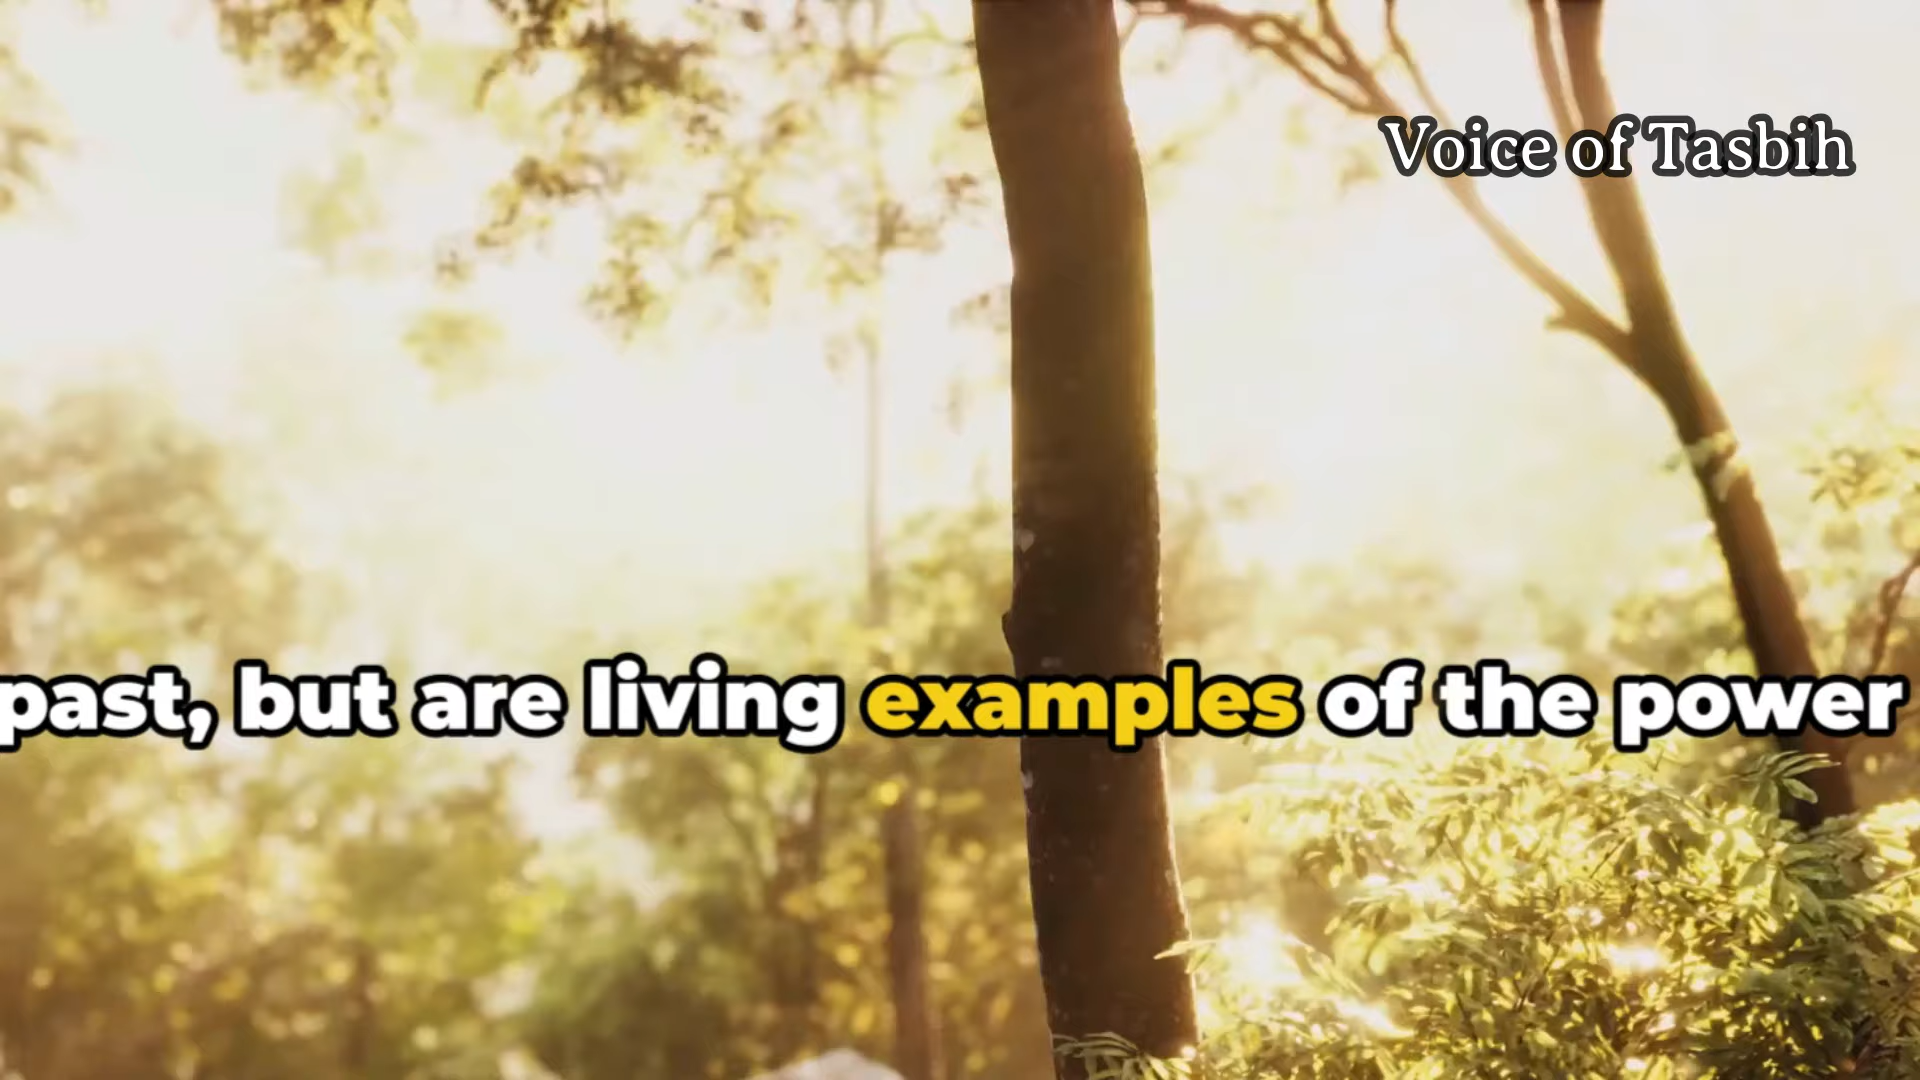 Voice of Tasbih
past, but are living examples of the power